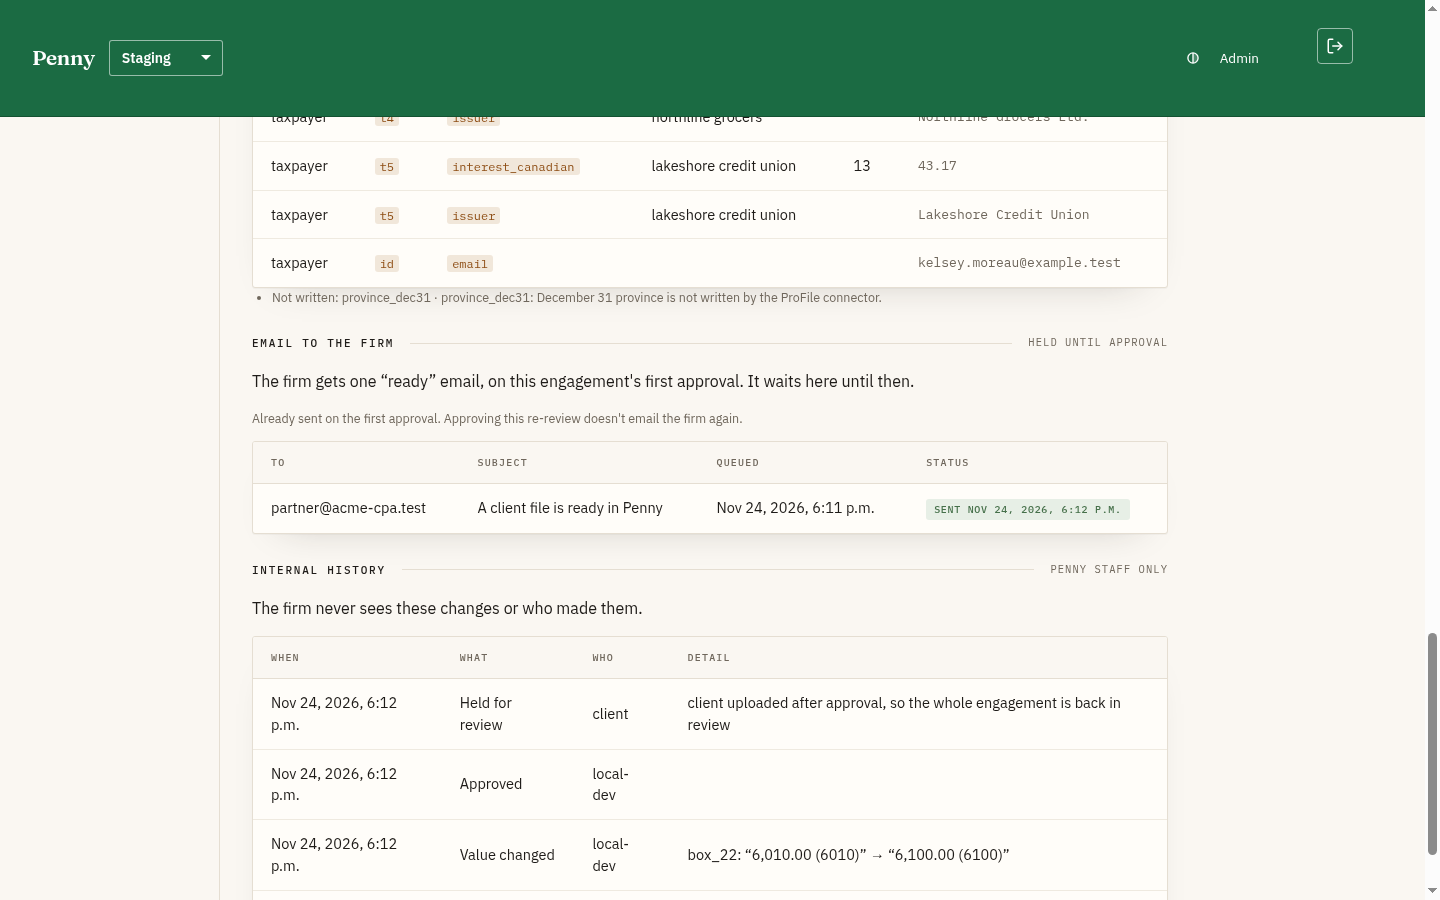 Penny
Staging
Admin
taxpayer t4 issuer northline grocers Northline Grocers Ltd.
taxpayer t5 interest_canadian lakeshore credit union 13 43.17
taxpayer t5 issuer lakeshore credit union Lakeshore Credit Union
taxpayer id email kelsey.moreau@example.test
• Not written: province_dec31 · province_dec31: December 31 province is not written by the ProFile connector.
EMAIL TO THE FIRM HELD UNTIL APPROVAL
The firm gets one “ready” email, on this engagement's first approval. It waits here until then.
Already sent on the first approval. Approving this re-review doesn't email the firm again.
TO SUBJECT QUEUED STATUS
partner@acme-cpa.test A client file is ready in Penny Nov 24, 2026, 6:11 p.m. SENT NOV 24, 2026, 6:12 P.M.
INTERNAL HISTORY PENNY STAFF ONLY
The firm never sees these changes or who made them.
WHEN WHAT WHO DETAIL
Nov 24, 2026, 6:12 p.m. Held for review client client uploaded after approval, so the whole engagement is back in review
Nov 24, 2026, 6:12 p.m. Approved local-dev
Nov 24, 2026, 6:12 p.m. Value changed local-dev box_22: “6,010.00 (6010)” → “6,100.00 (6100)”